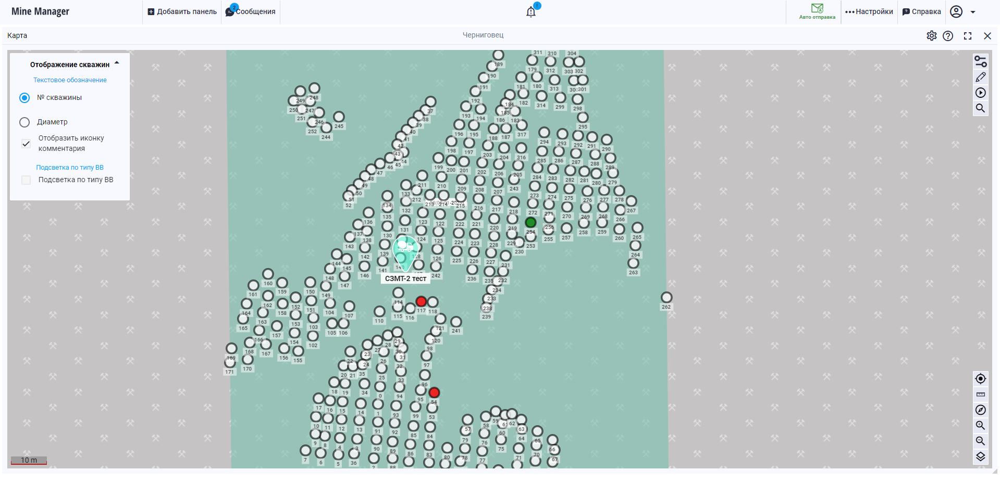 Mine Manager
Добавить панель
2
Сообщения
!
Авто отправка
Настройки
Справка
Карта
Черниговец
Отображение скважин
Текстовое обозначение
№ скважины
Диаметр
Отобразить иконку
комментария
Подсветка по типу ВВ
Подсветка по типу ВВ
311 310 304
189 179 312 303 302
190
191 181 180 313 300 301
249 248
192 184 182 314 299 298
250 247 37
251 246 193 194 185
245 38 186 183
252 39 196 195 295
244 40 188 187 317
41 294 293 292 291
42 198 197 203 204 316 290
43 44 285 286 287 288
46 45 199 200 201 202 206 205 289
47 284 283 282 281 280 279
48 211 210 209 208 207 243
49 133 212 273 274 275 276 277 278
50 213 214 215
51 134 132 216 217 218 272 271 267
52 135 123 122 222 221 220 219 270 269 268 266
136 131 254 256 258 259
137 130 124 125 224 223 228 229 253 255 257 260 265
138
143 139 128 126 225 226 227 230 264
142
144 145 141 140 242 231 263
146 236 235 232
148 147 СЗМТ-2 тест
160 159 150 149 234
161 162 158 152 151 104 107 114 233 262
164 163 153 103 110 115 116 117 118 238
165 157 105 106 121 241 239
166 154 102 29 28 120
168 167 27 30 98
169 156 155 22 23 26 31
171 170 24 32 97
20 21 35 25 33
18 19 34 0 94 96
17 16 15 14 1 93 95 54
10 11 12 13 91 92 99 53
9 8 4 3 90 89 85 84
7 6 5 36 2 88 86 83
57 58 59 61 62 63
79 76 60 64 65
80 78 77 75 71 70 66 67
10 m